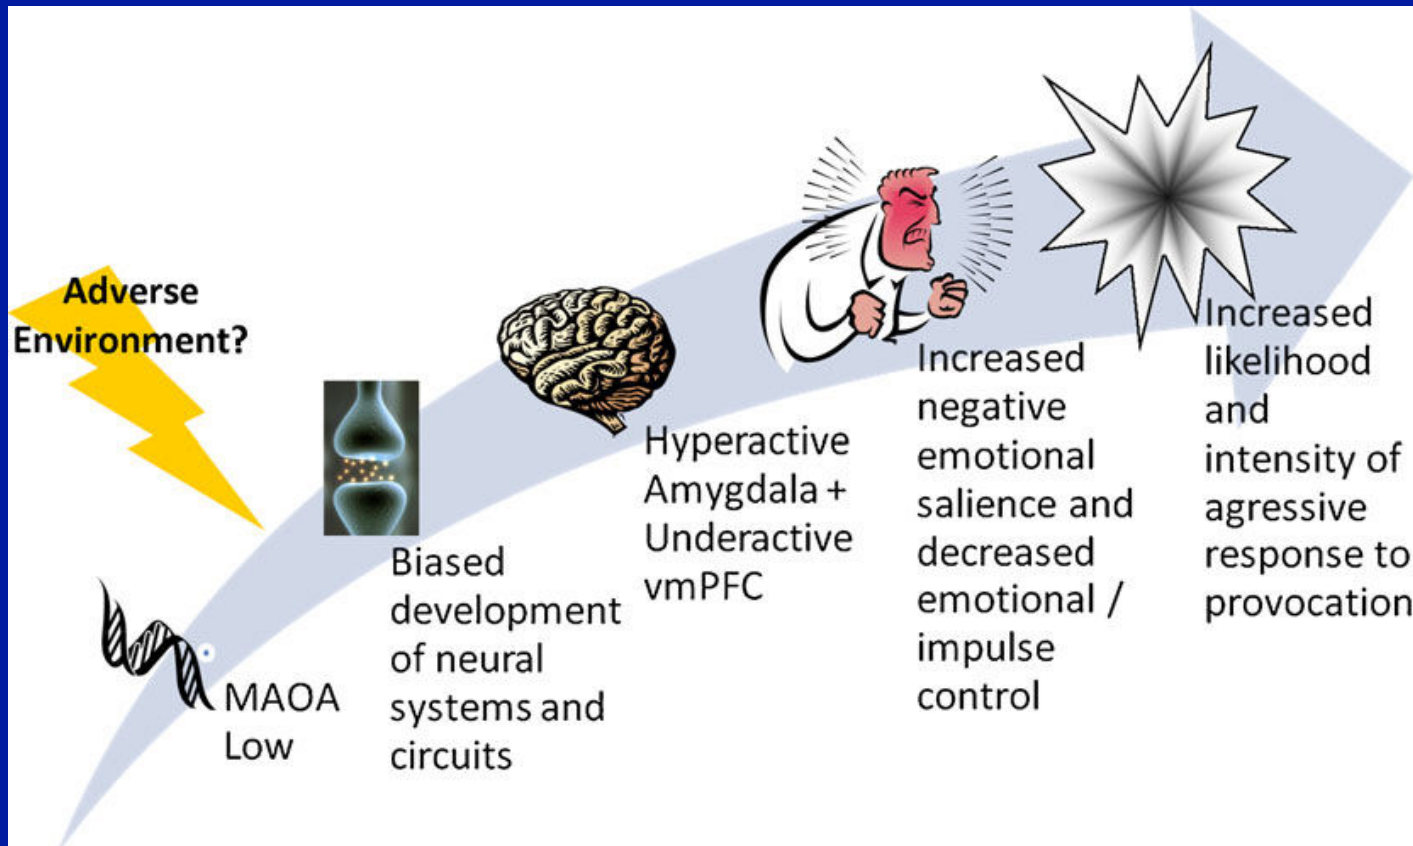 Adverse
Environment?
MAOA
Low
Biased
development
of neural
systems and
circuits
Hyperactive
Amygdala +
Underactive
vmPFC
Increased
negative
emotional
salience and
decreased
emotional /
impulse
control
Increased
likelihood
and
intensity of
agressive
response to
provocation